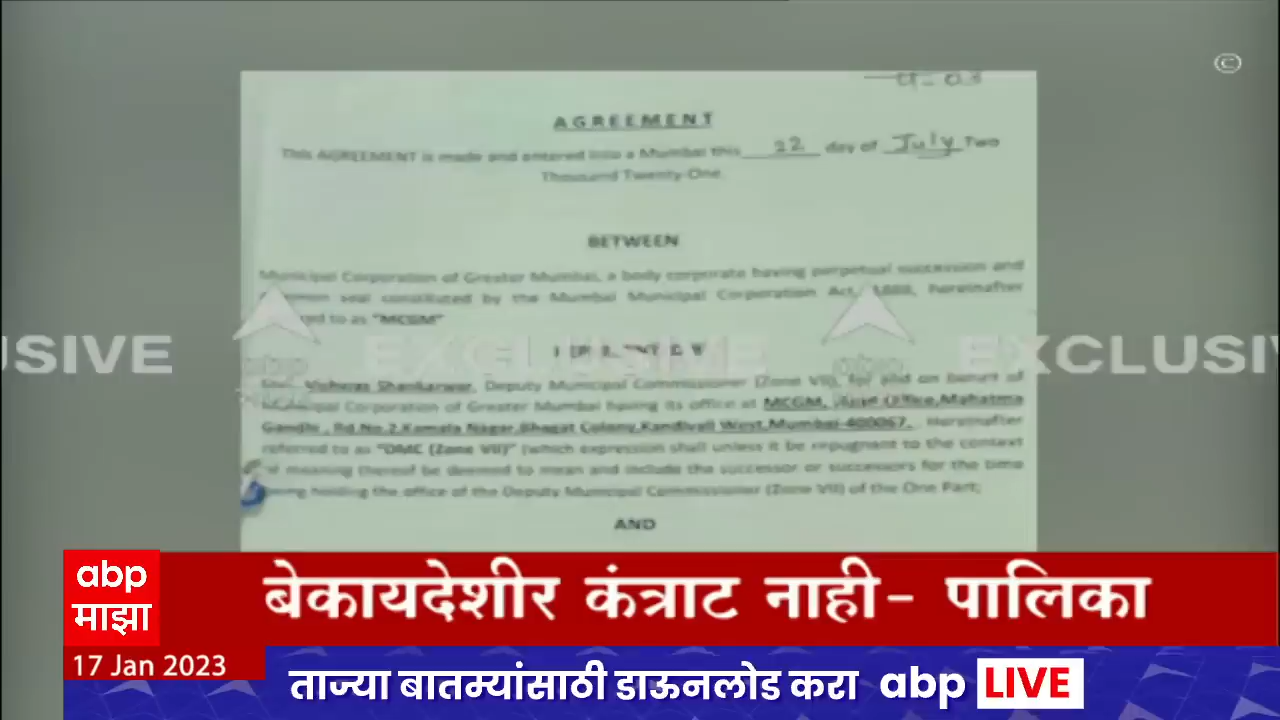 ©
AGREEMENT
This AGREEMENT is made and entered into a Mumbai this 22 day of July Two
Thousand Twenty-One.
BETWEEN
Municipal Corporation of Greater Mumbai, a body corporate having perpetual succession and
seal constituted by the Mumbai Municipal Corporation Act, 1888, hereinafter
to as "MCGM"
USIVE
EXCLUSIVE
EXCLUSI
abp
abp
Shankarwar, Deputy Municipal Commissioner (Zone VII), for and on behalf of
Municipal Corporation of Greater Mumbai having its office at MCGM, Office, Mahatma
Gandhi, Rd.No.2,Kamala Nagar,Bhagat Colony,Kandivali West,Mumbai-400067. Hereinafter
referred to as "DMC (Zone VII)" (which expression shall unless it be repugnant to the context
meaning thereof be deemed to mean and include the successor or successors for the time
holding the office of the Deputy Municipal Commissioner (Zone VII) of the One Part;
AND
abp
माझा
बेकायदेशीर कंत्राट नाही- पालिका
17 Jan 2023
ताज्या बातम्यांसाठी डाऊनलोड करा abp LIVE